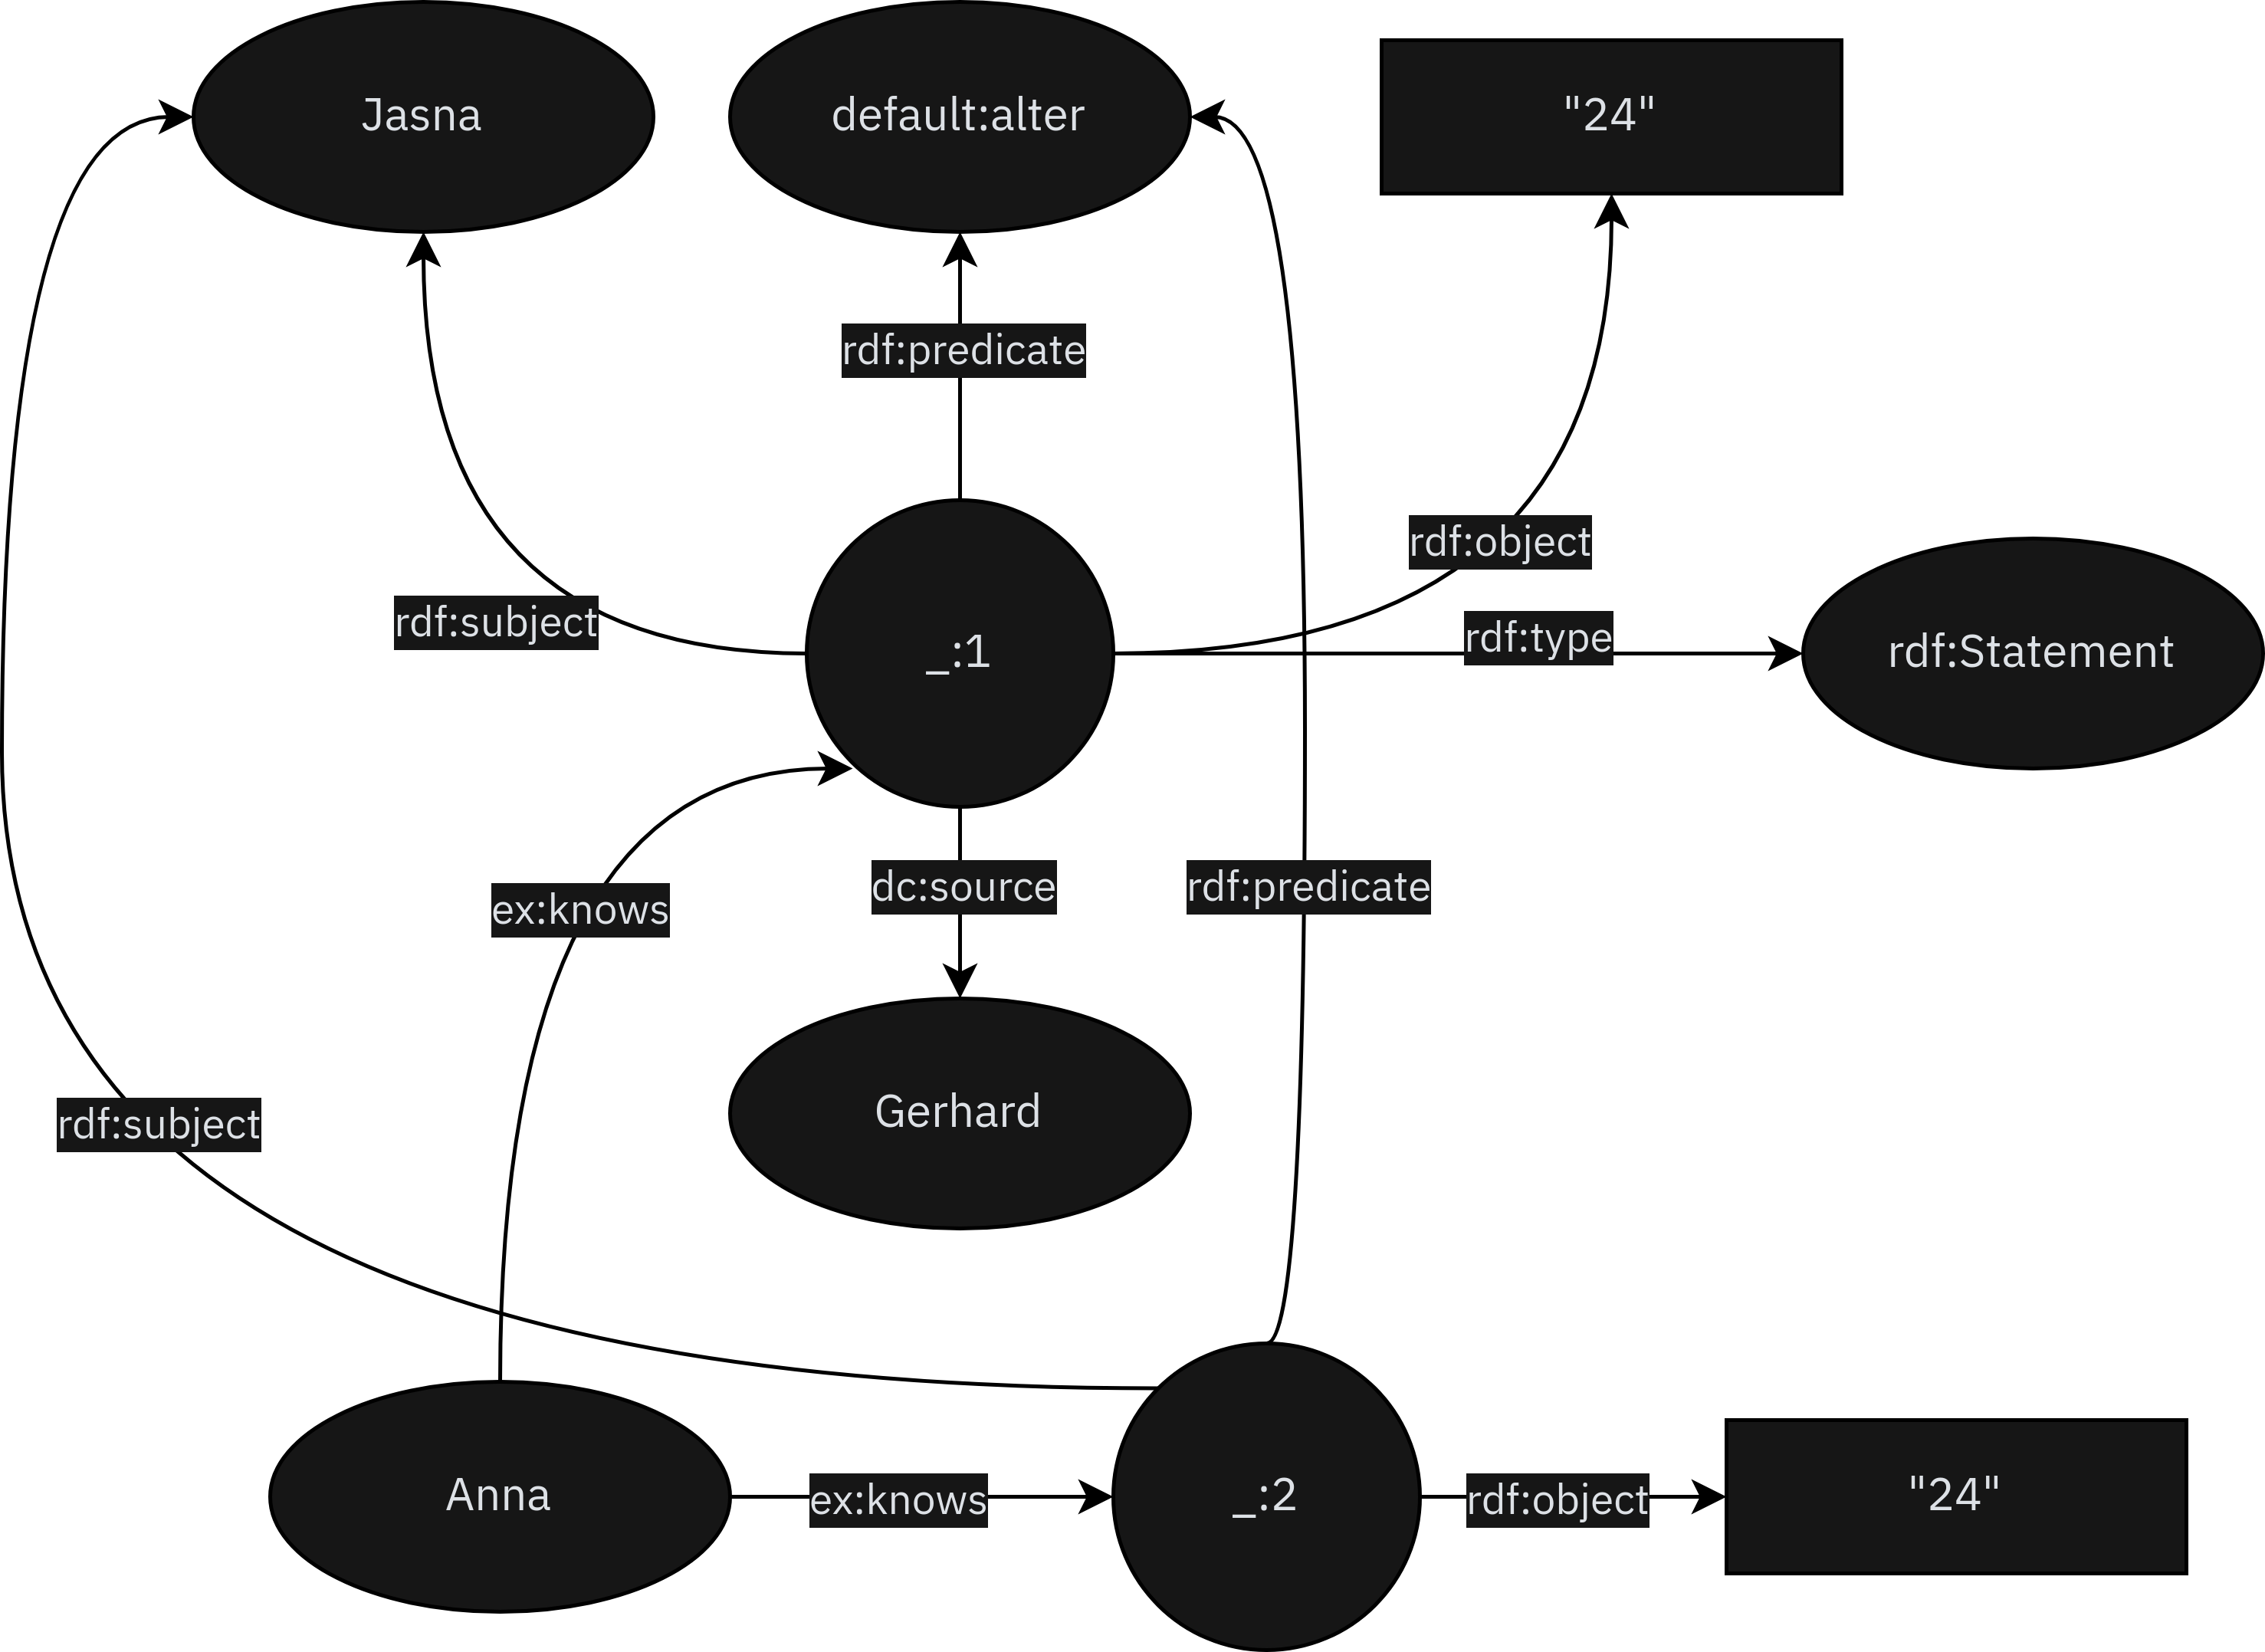 Jasna
default:alter
"24"
rdf:predicate
rdf:object
rdf:subject
rdf:type
_:1
rdf:Statement
ex:knows
dc:source
rdf:predicate
Gerhard
rdf:subject
Anna
ex:knows
_:2
rdf:object
"24"